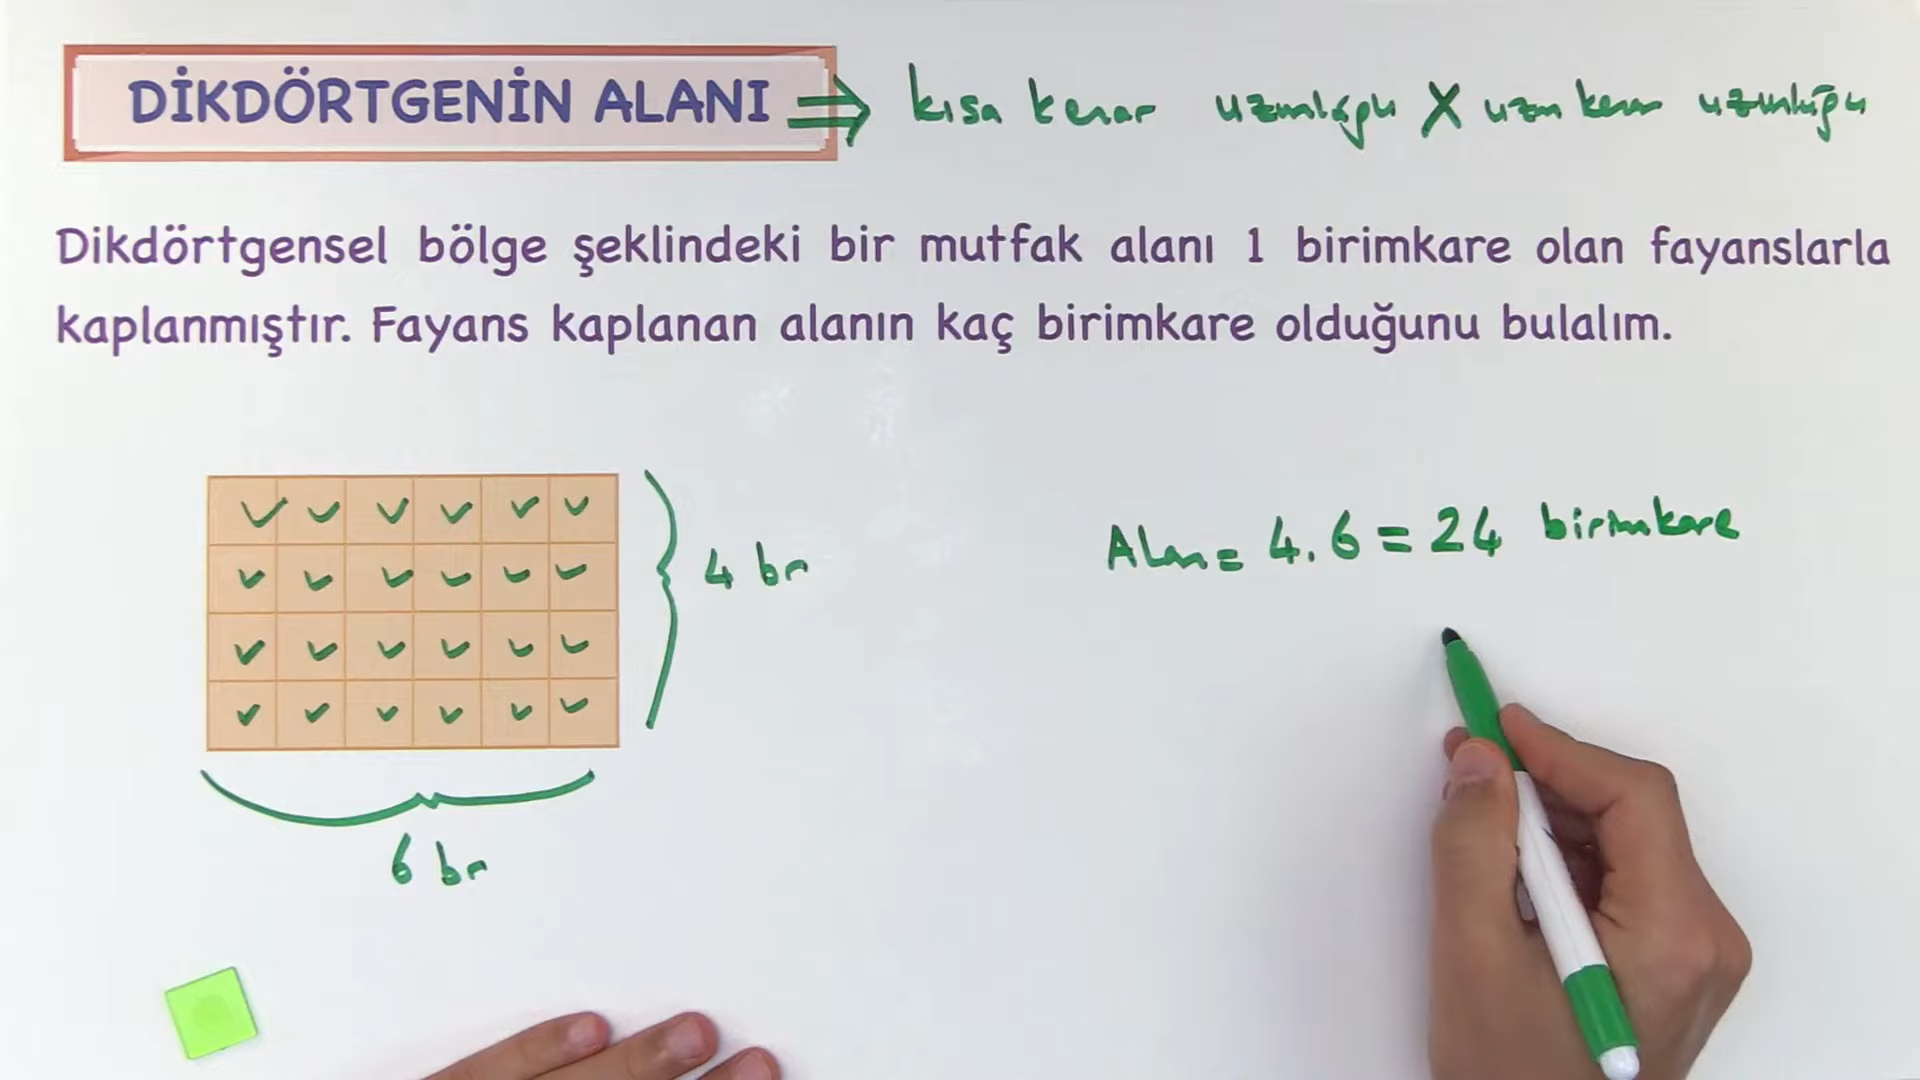 DİKDÖRTGENİN ALANI ⇒ kısa kenar uzunluğu X uzun kenar uzunluğu
Dikdörtgensel bölge şeklindeki bir mutfak alanı 1 birimkare olan fayanslarla
kaplanmıştır. Fayans kaplanan alanın kaç birimkare olduğunu bulalım.
4 br
Alan = 4.6 = 24 birimkare
6 br